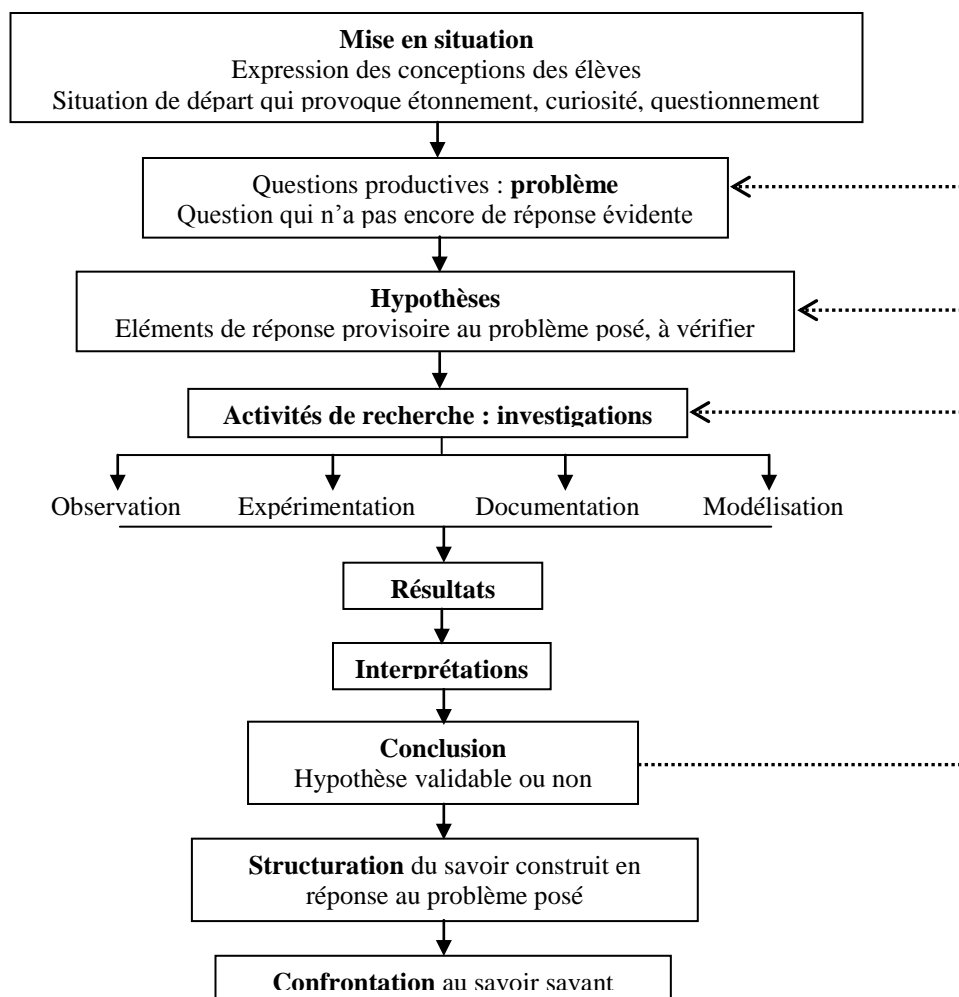 Mise en situation
Expression des conceptions des élèves
Situation de départ qui provoque étonnement, curiosité, questionnement
Questions productives : problème
Question qui n’a pas encore de réponse évidente
Hypothèses
Eléments de réponse provisoire au problème posé, à vérifier
Activités de recherche : investigations
Observation Expérimentation Documentation Modélisation
Résultats
Interprétations
Conclusion
Hypothèse validable ou non
Structuration du savoir construit en
réponse au problème posé
Confrontation au savoir savant